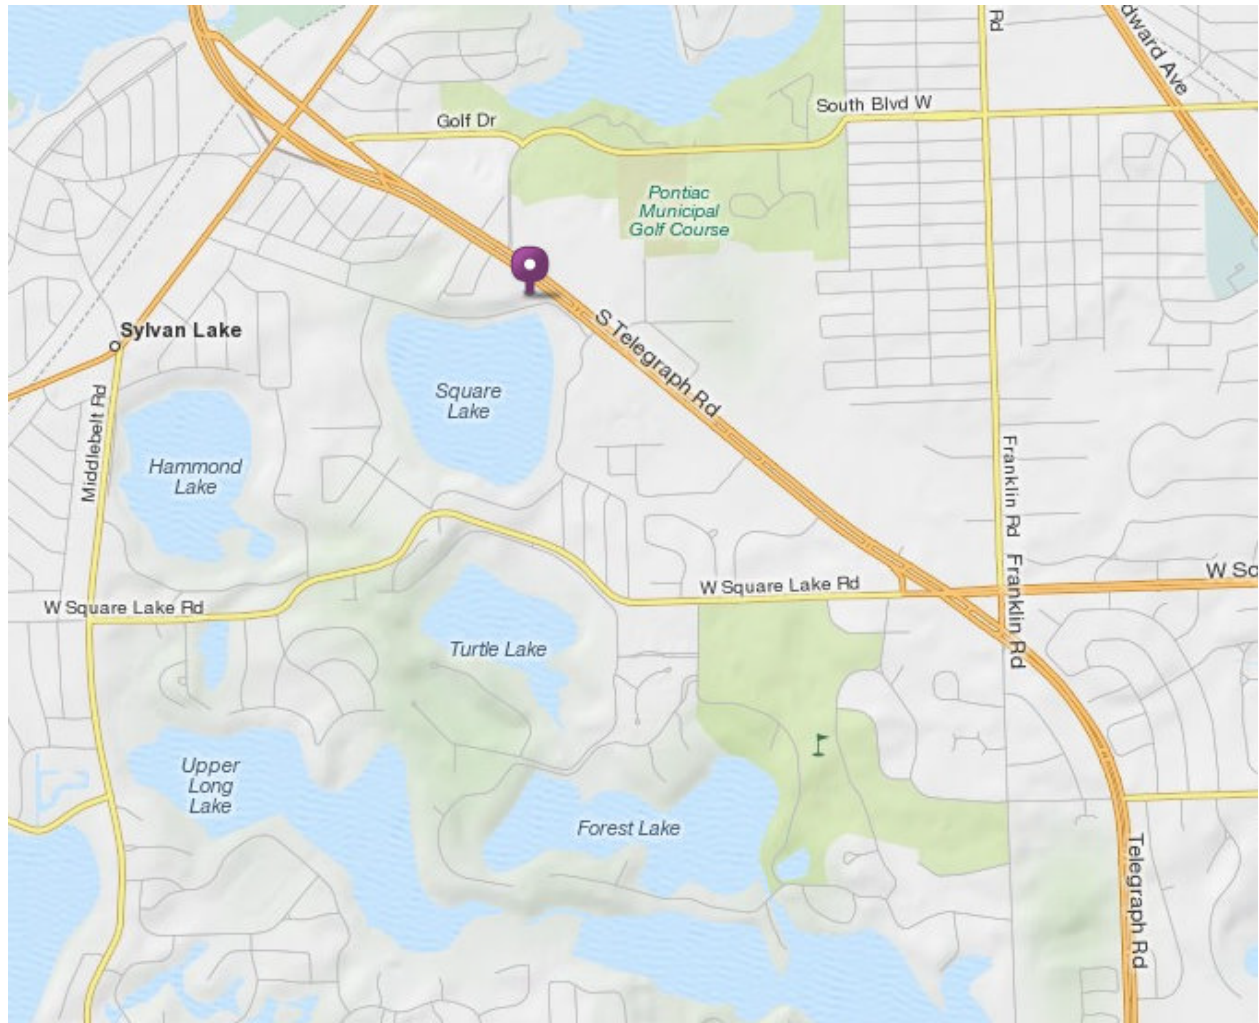 Rd
dward Ave
South Blvd W
Golf Dr
Pontiac
Municipal
Golf Course
Sylvan Lake
S Telegraph Rd
Square
Lake
Middlebelt Rd
Hammond
Lake
Franklin Rd
Franklin Rd
W Sq
W Square Lake Rd
W Square Lake Rd
Turtle Lake
Upper
Long
Lake
Forest Lake
Telegraph Rd